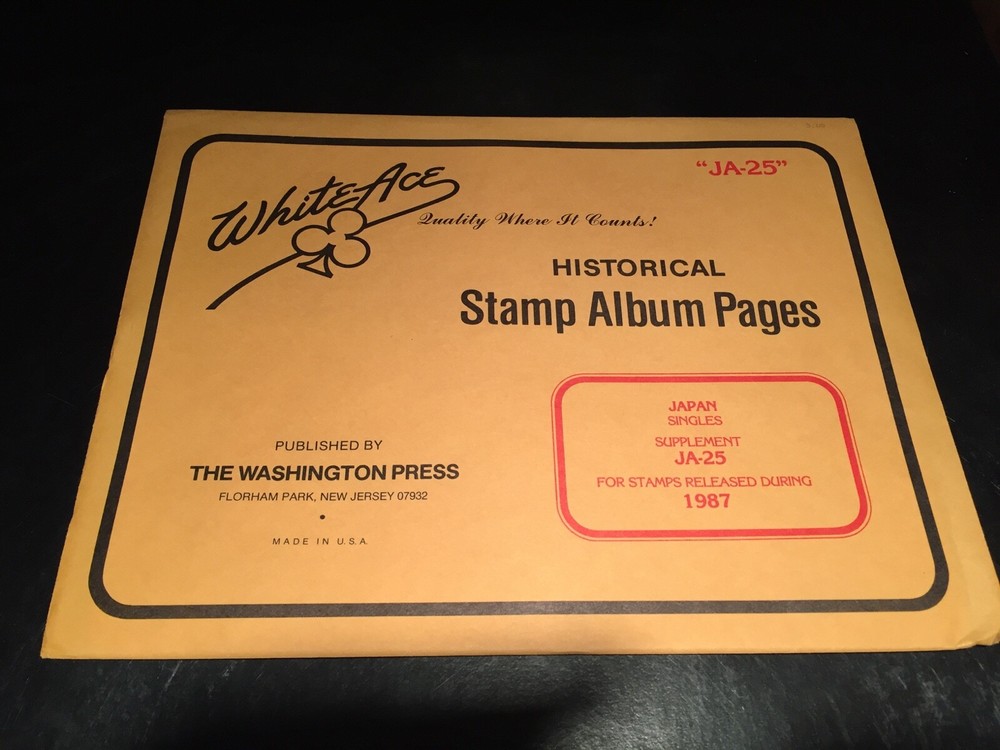 "JA-25"
White Ace
Quality Where It Counts!
HISTORICAL
Stamp Album Pages
JAPAN
SINGLES
SUPPLEMENT
JA-25
FOR STAMPS RELEASED DURING
1987
PUBLISHED BY
THE WASHINGTON PRESS
FLORHAM PARK, NEW JERSEY 07932
•
MADE IN U.S.A.